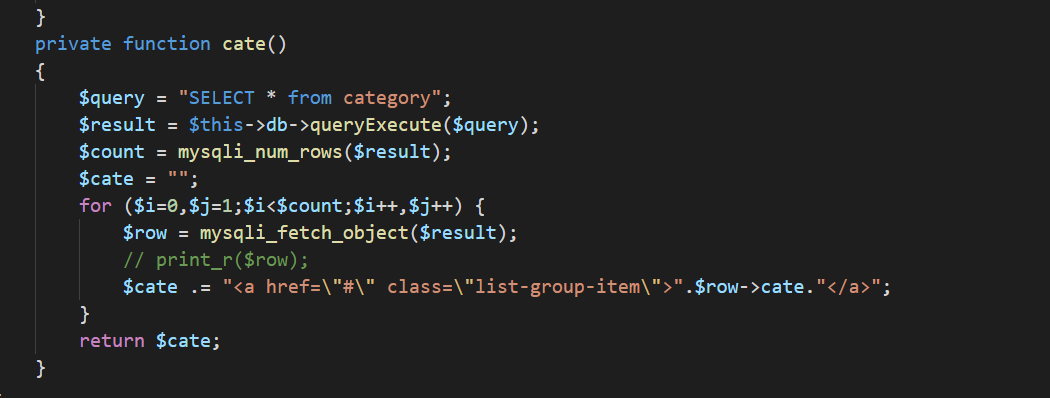 }
private function cate()
{
$query = "SELECT * from category";
$result = $this->db->queryExecute($query);
$count = mysqli_num_rows($result);
$cate = "";
for ($i=0,$j=1;$i<$count;$i++,$j++) {
$row = mysqli_fetch_object($result);
// print_r($row);
$cate .= "<a href=\"#\" class=\"list-group-item\">".$row->cate."</a>";
}
return $cate;
}